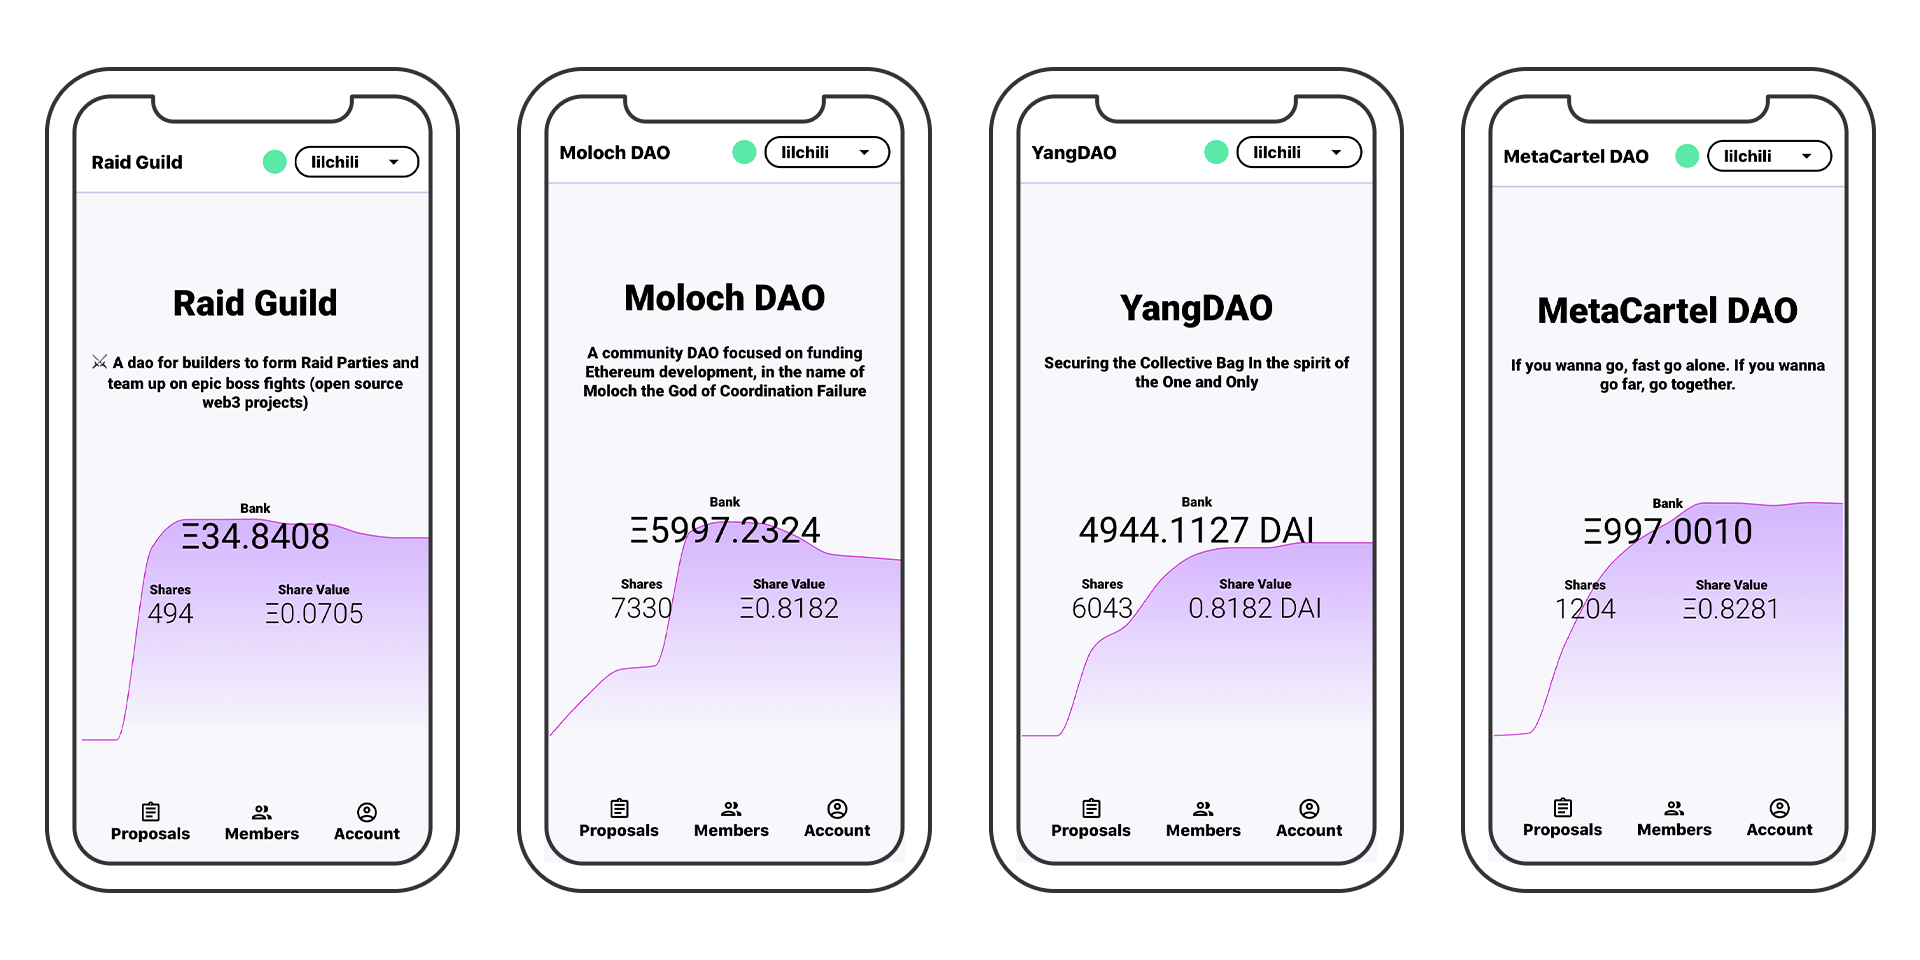 Raid Guild
lilchili
Raid Guild
⚔ A dao for builders to form Raid Parties and
team up on epic boss fights (open source
web3 projects)
Bank
Ξ34.8408
Shares
494
Share Value
Ξ0.0705
Proposals
Members
Account
Moloch DAO
lilchili
Moloch DAO
A community DAO focused on funding
Ethereum development, in the name of
Moloch the God of Coordination Failure
Bank
Ξ5997.2324
Shares
7330
Share Value
Ξ0.8182
Proposals
Members
Account
YangDAO
lilchili
YangDAO
Securing the Collective Bag In the spirit of
the One and Only
Bank
4944.1127 DAI
Shares
6043
Share Value
0.8182 DAI
Proposals
Members
Account
MetaCartel DAO
lilchili
MetaCartel DAO
If you wanna go, fast go alone. If you wanna
go far, go together.
Bank
Ξ997.0010
Shares
1204
Share Value
Ξ0.8281
Proposals
Members
Account